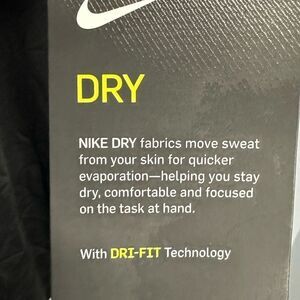 DRY
NIKE DRY fabrics move sweat
from your skin for quicker
evaporation—helping you stay
dry, comfortable and focused
on the task at hand.
With DRI-FIT Technology